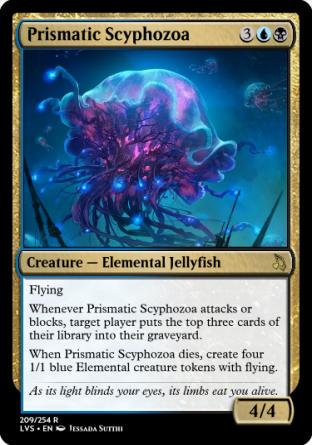 Prismatic Scyphozoa 3
Creature — Elemental Jellyfish
Flying
Whenever Prismatic Scyphozoa attacks or
blocks, target player puts the top three cards of
their library into their graveyard.
When Prismatic Scyphozoa dies, create four
1/1 blue Elemental creature tokens with flying.
As its light blinds your eyes, its limbs eat you alive.
4/4
209/254 R
LVS • EN Jessada Sutthi